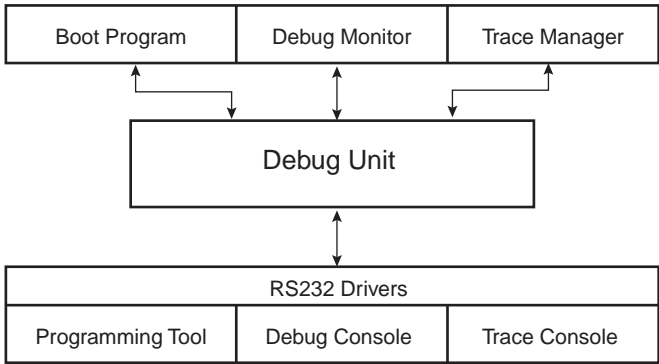 Boot Program
Debug Monitor
Trace Manager
Debug Unit
RS232 Drivers
Programming Tool
Debug Console
Trace Console